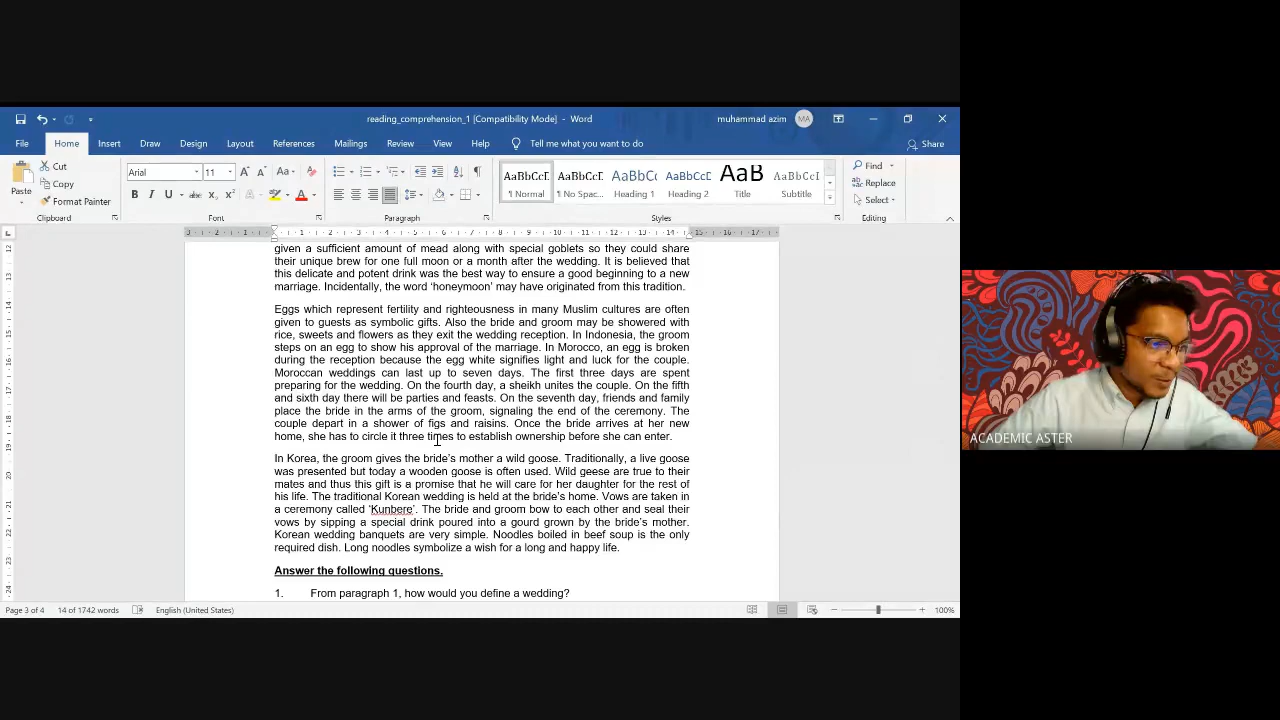 reading_comprehension_1 [Compatibility Mode] - Word
muhammad azim
MA
File Home Insert Draw Design Layout References Mailings Review View Help Tell me what you want to do Share
Paste
Cut
Copy
Format Painter
Clipboard
Arial 11
B I U
Font
Paragraph
AaBbCcD AaBbCcD AaBbCc AaBbCcD AaB AaBbCcD
¶ Normal ¶ No Spac... Heading 1 Heading 2 Title Subtitle
Styles
Find
Replace
Select
Editing
given a sufficient amount of mead along with special goblets so they could share
their unique brew for one full moon or a month after the wedding. It is believed that
this delicate and potent drink was the best way to ensure a good beginning to a new
marriage. Incidentally, the word ‘honeymoon’ may have originated from this tradition.
Eggs which represent fertility and righteousness in many Muslim cultures are often
given to guests as symbolic gifts. Also the bride and groom may be showered with
rice, sweets and flowers as they exit the wedding reception. In Indonesia, the groom
steps on an egg to show his approval of the marriage. In Morocco, an egg is broken
during the reception because the egg white signifies light and luck for the couple.
Moroccan weddings can last up to seven days. The first three days are spent
preparing for the wedding. On the fourth day, a sheikh unites the couple. On the fifth
and sixth day there will be parties and feasts. On the seventh day, friends and family
place the bride in the arms of the groom, signaling the end of the ceremony. The
couple depart in a shower of figs and raisins. Once the bride arrives at her new
home, she has to circle it three times to establish ownership before she can enter.
In Korea, the groom gives the bride’s mother a wild goose. Traditionally, a live goose
was presented but today a wooden goose is often used. Wild geese are true to their
mates and thus this gift is a promise that he will care for her daughter for the rest of
his life. The traditional Korean wedding is held at the bride’s home. Vows are taken in
a ceremony called ‘Kunbere’. The bride and groom bow to each other and seal their
vows by sipping a special drink poured into a gourd grown by the bride’s mother.
Korean wedding banquets are very simple. Noodles boiled in beef soup is the only
required dish. Long noodles symbolize a wish for a long and happy life.
Answer the following questions.
1. From paragraph 1, how would you define a wedding?
Page 3 of 4 14 of 1742 words English (United States) 100%
ACADEMIC ASTER